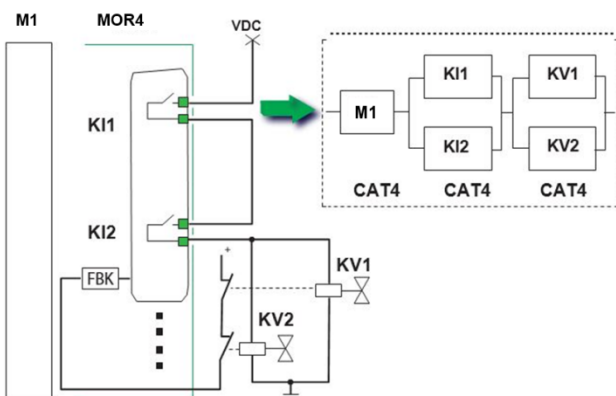 M1
MOR4
VDC
KI1
KI2
FBK
+
KV1
KV2
M1
KI1
KI2
KV1
KV2
CAT4 CAT4 CAT4